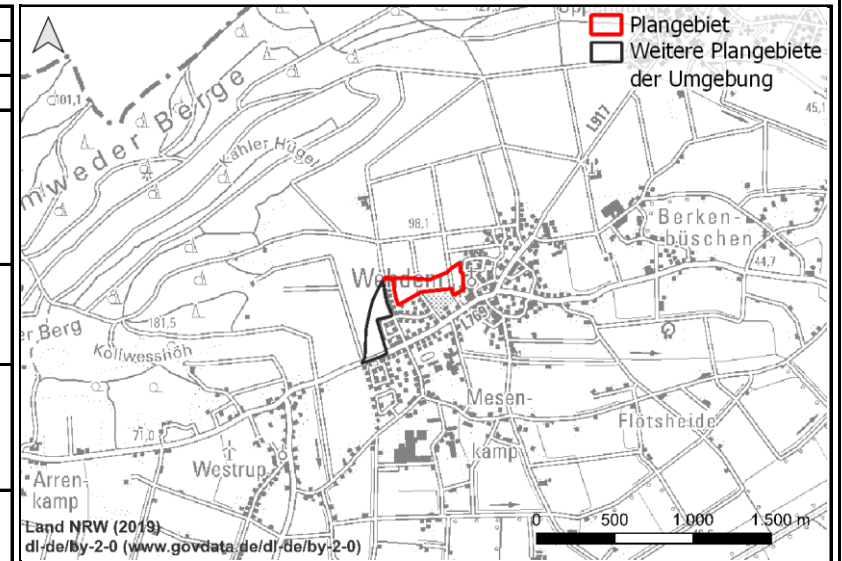 Plangebiet
Weitere Plangebiete
der Umgebung
101,1
mweder Berge
Kahler Hügel
L917
45,1
98,1
Berken-
büschen
44,7
Wehdem
L769
181,5
er Berg
Kollwesshöh
Mesen-
kamp
Flötsheide
71,0
Westrup
Arren-
kamp
Land NRW (2019)
dl-de/by-2-0 (www.govdata.de/dl-de/by-2-0)
0 500 1.000 1.500 m